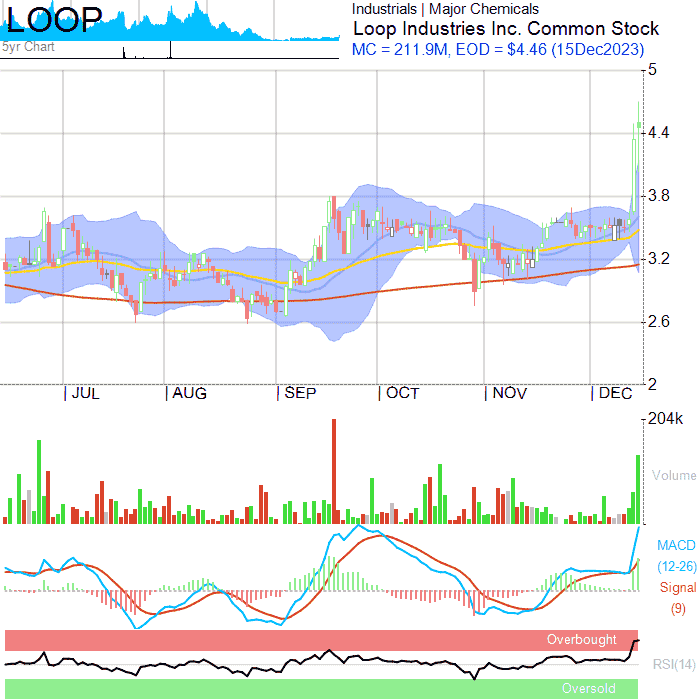 LOOP
5yr Chart
Industrials | Major Chemicals
Loop Industries Inc. Common Stock
MC = 211.9M, EOD = $4.46 (15Dec2023)
5
4.4
3.8
3.2
2.6
2
| JUL | AUG | SEP | OCT | NOV | DEC
204k
Volume
MACD
(12-26)
Signal
(9)
Overbought
RSI(14)
Oversold